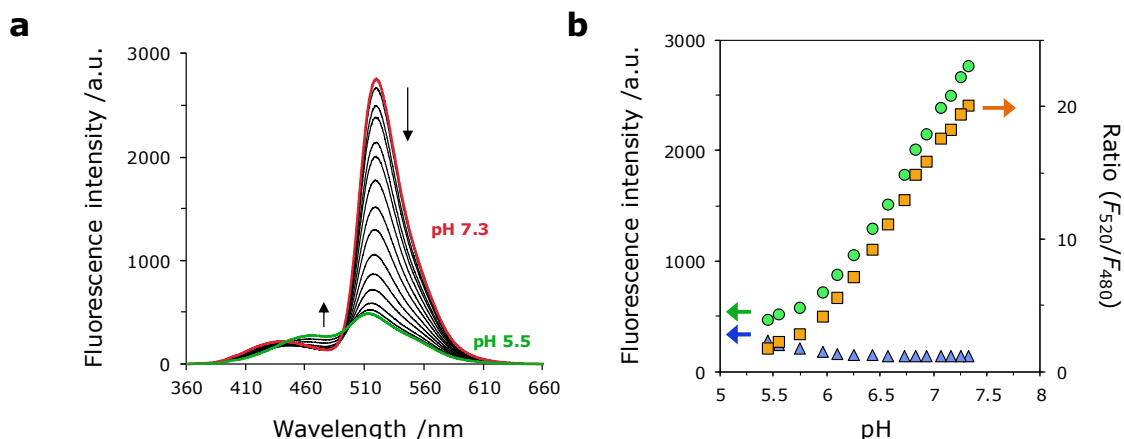 a
Fluorescence intensity /a.u.
3000
2000
1000
0
pH 7.3
pH 5.5
360
410
460
510
560
610
660
Wavelength /nm
b
Fluorescence intensity /a.u.
3000
2000
1000
0
20
10
0
Ratio (F520/F480)
5
5.5
6
6.5
7
7.5
8
pH